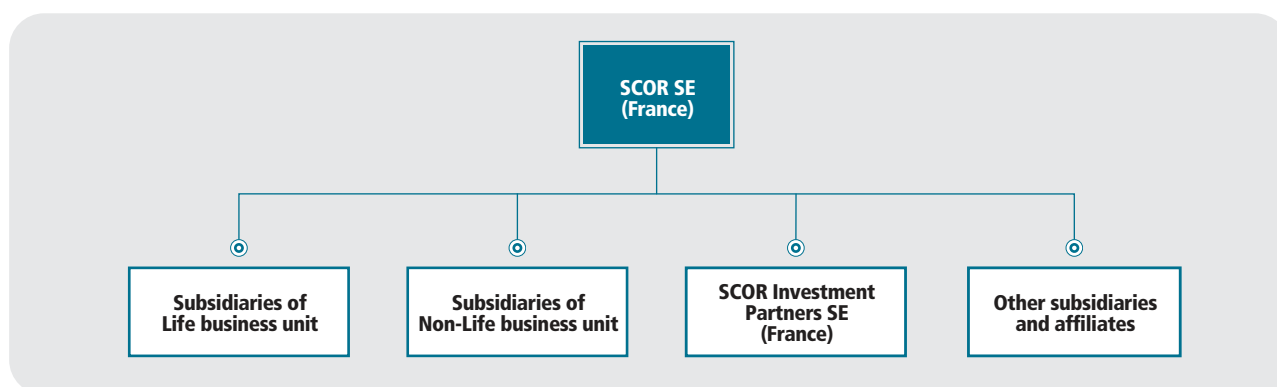 SCOR SE
(France)
Subsidiaries of
Life business unit
Subsidiaries of
Non-Life business unit
SCOR Investment
Partners SE
(France)
Other subsidiaries
and affiliates